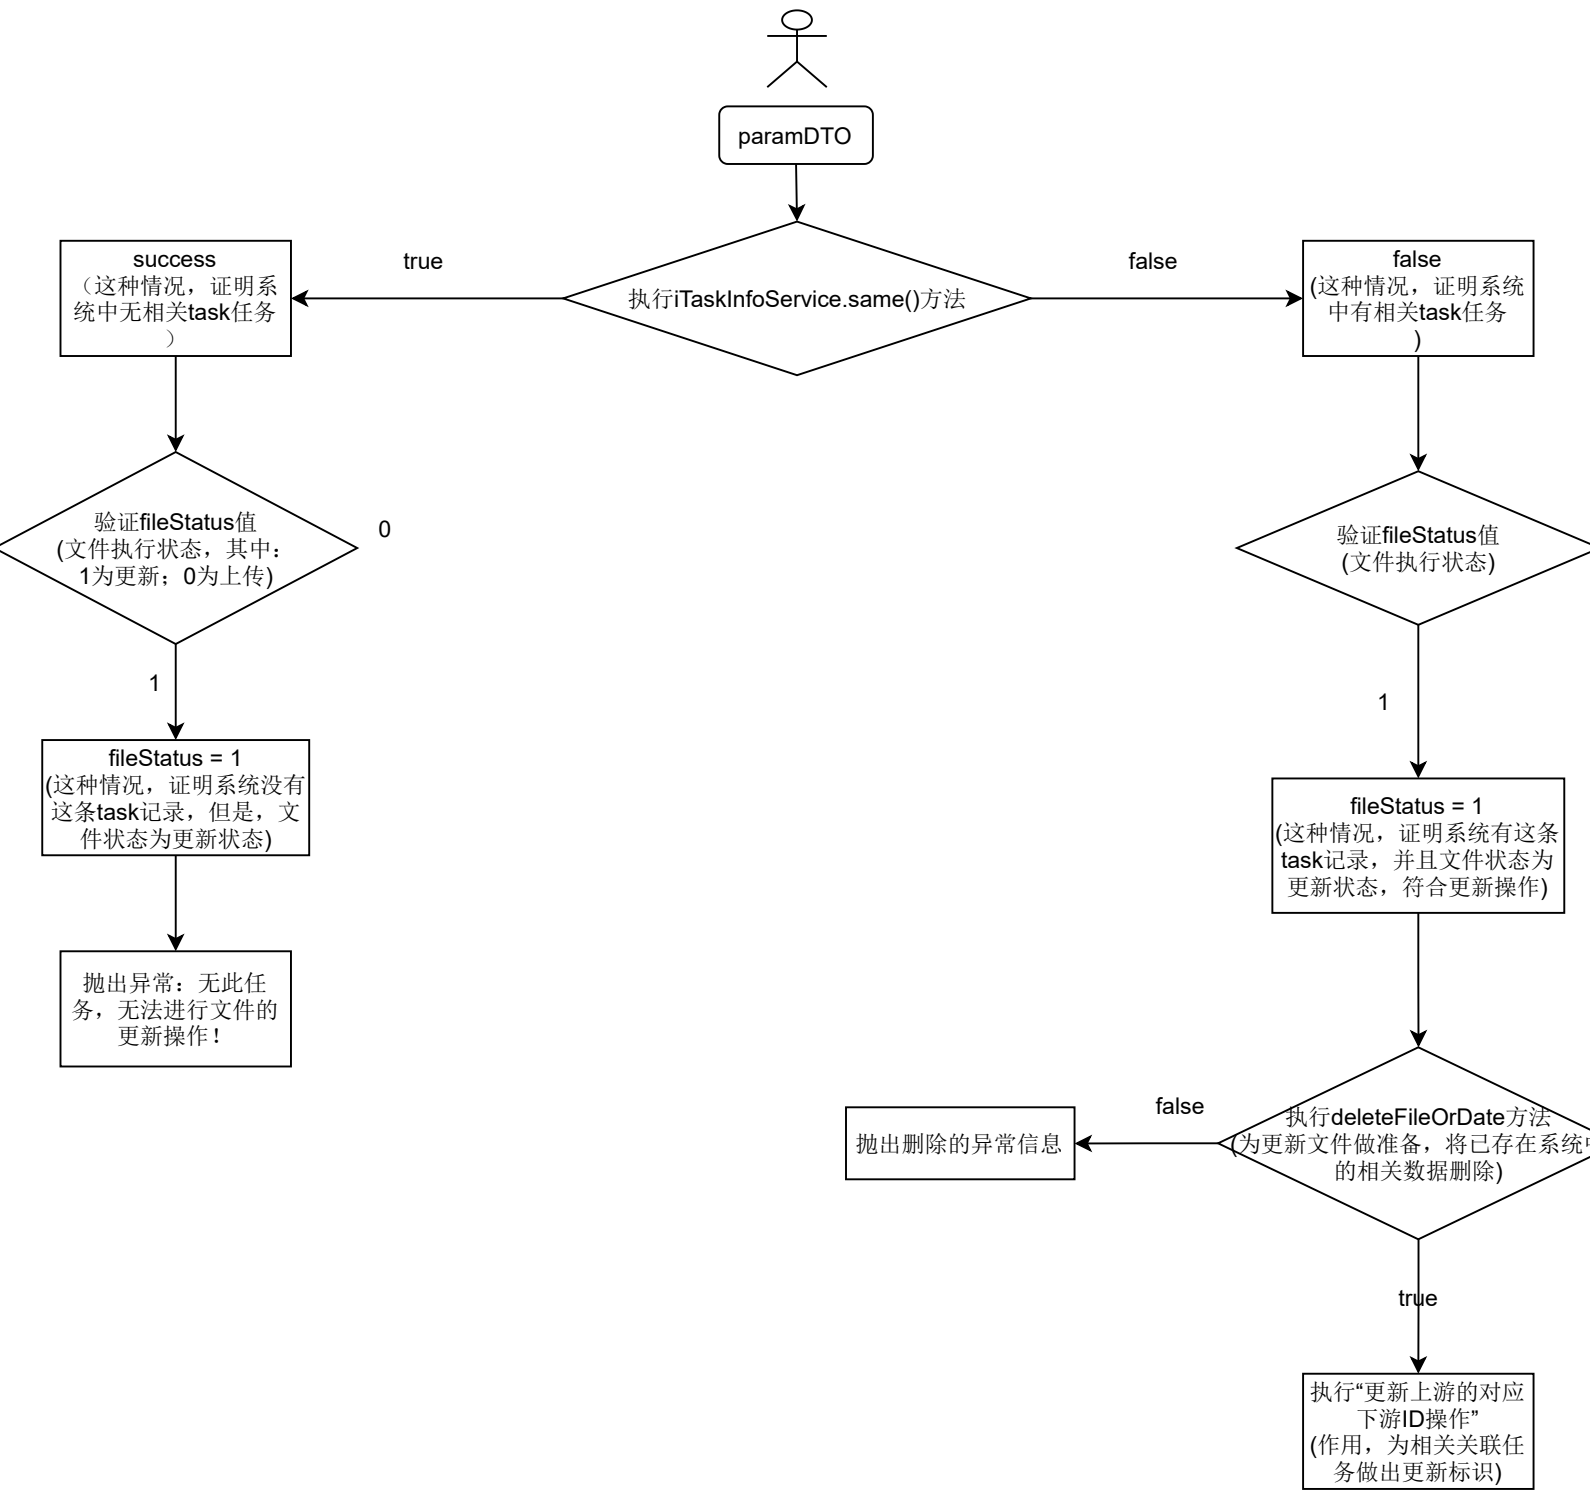 paramDTO
执行iTaskInfoService.same()方法
true
false
success
（这种情况，证明系
统中无相关task任务
）
false
(这种情况，证明系统
中有相关task任务
)
验证fileStatus值
(文件执行状态，其中：
1为更新；0为上传)
0
1
验证fileStatus值
(文件执行状态)
1
fileStatus = 1
(这种情况，证明系统没有
这条task记录，但是，文
件状态为更新状态)
fileStatus = 1
(这种情况，证明系统有这条
task记录，并且文件状态为
更新状态，符合更新操作)
抛出异常：无此任
务，无法进行文件的
更新操作！
执行deleteFileOrDate方法
(为更新文件做准备，将已存在系统中
的相关数据删除)
false
抛出删除的异常信息
true
执行“更新上游的对应
下游ID操作”
(作用，为相关关联任
务做出更新标识)